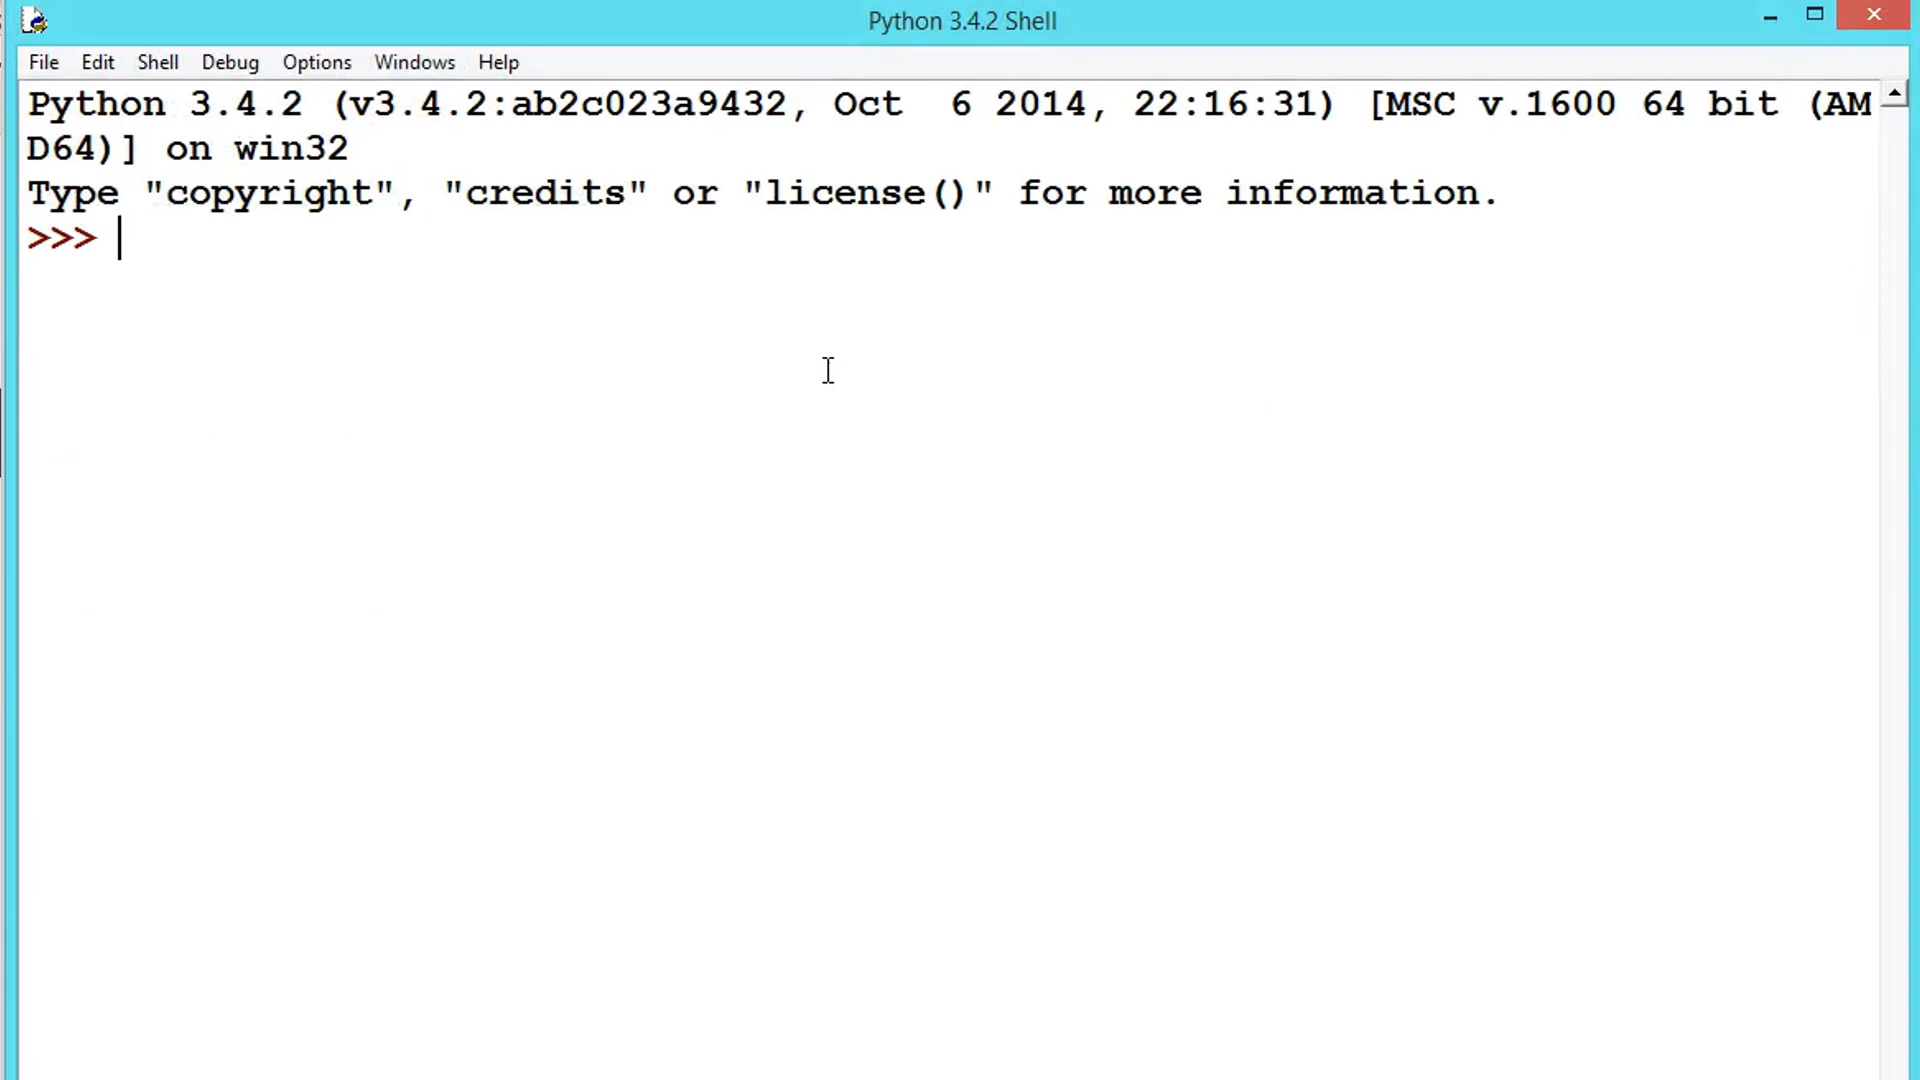 Python 3.4.2 Shell
File Edit Shell Debug Options Windows Help
Python 3.4.2 (v3.4.2:ab2c023a9432, Oct  6 2014, 22:16:31) [MSC v.1600 64 bit (AM
D64)] on win32
Type "copyright", "credits" or "license()" for more information.
>>>